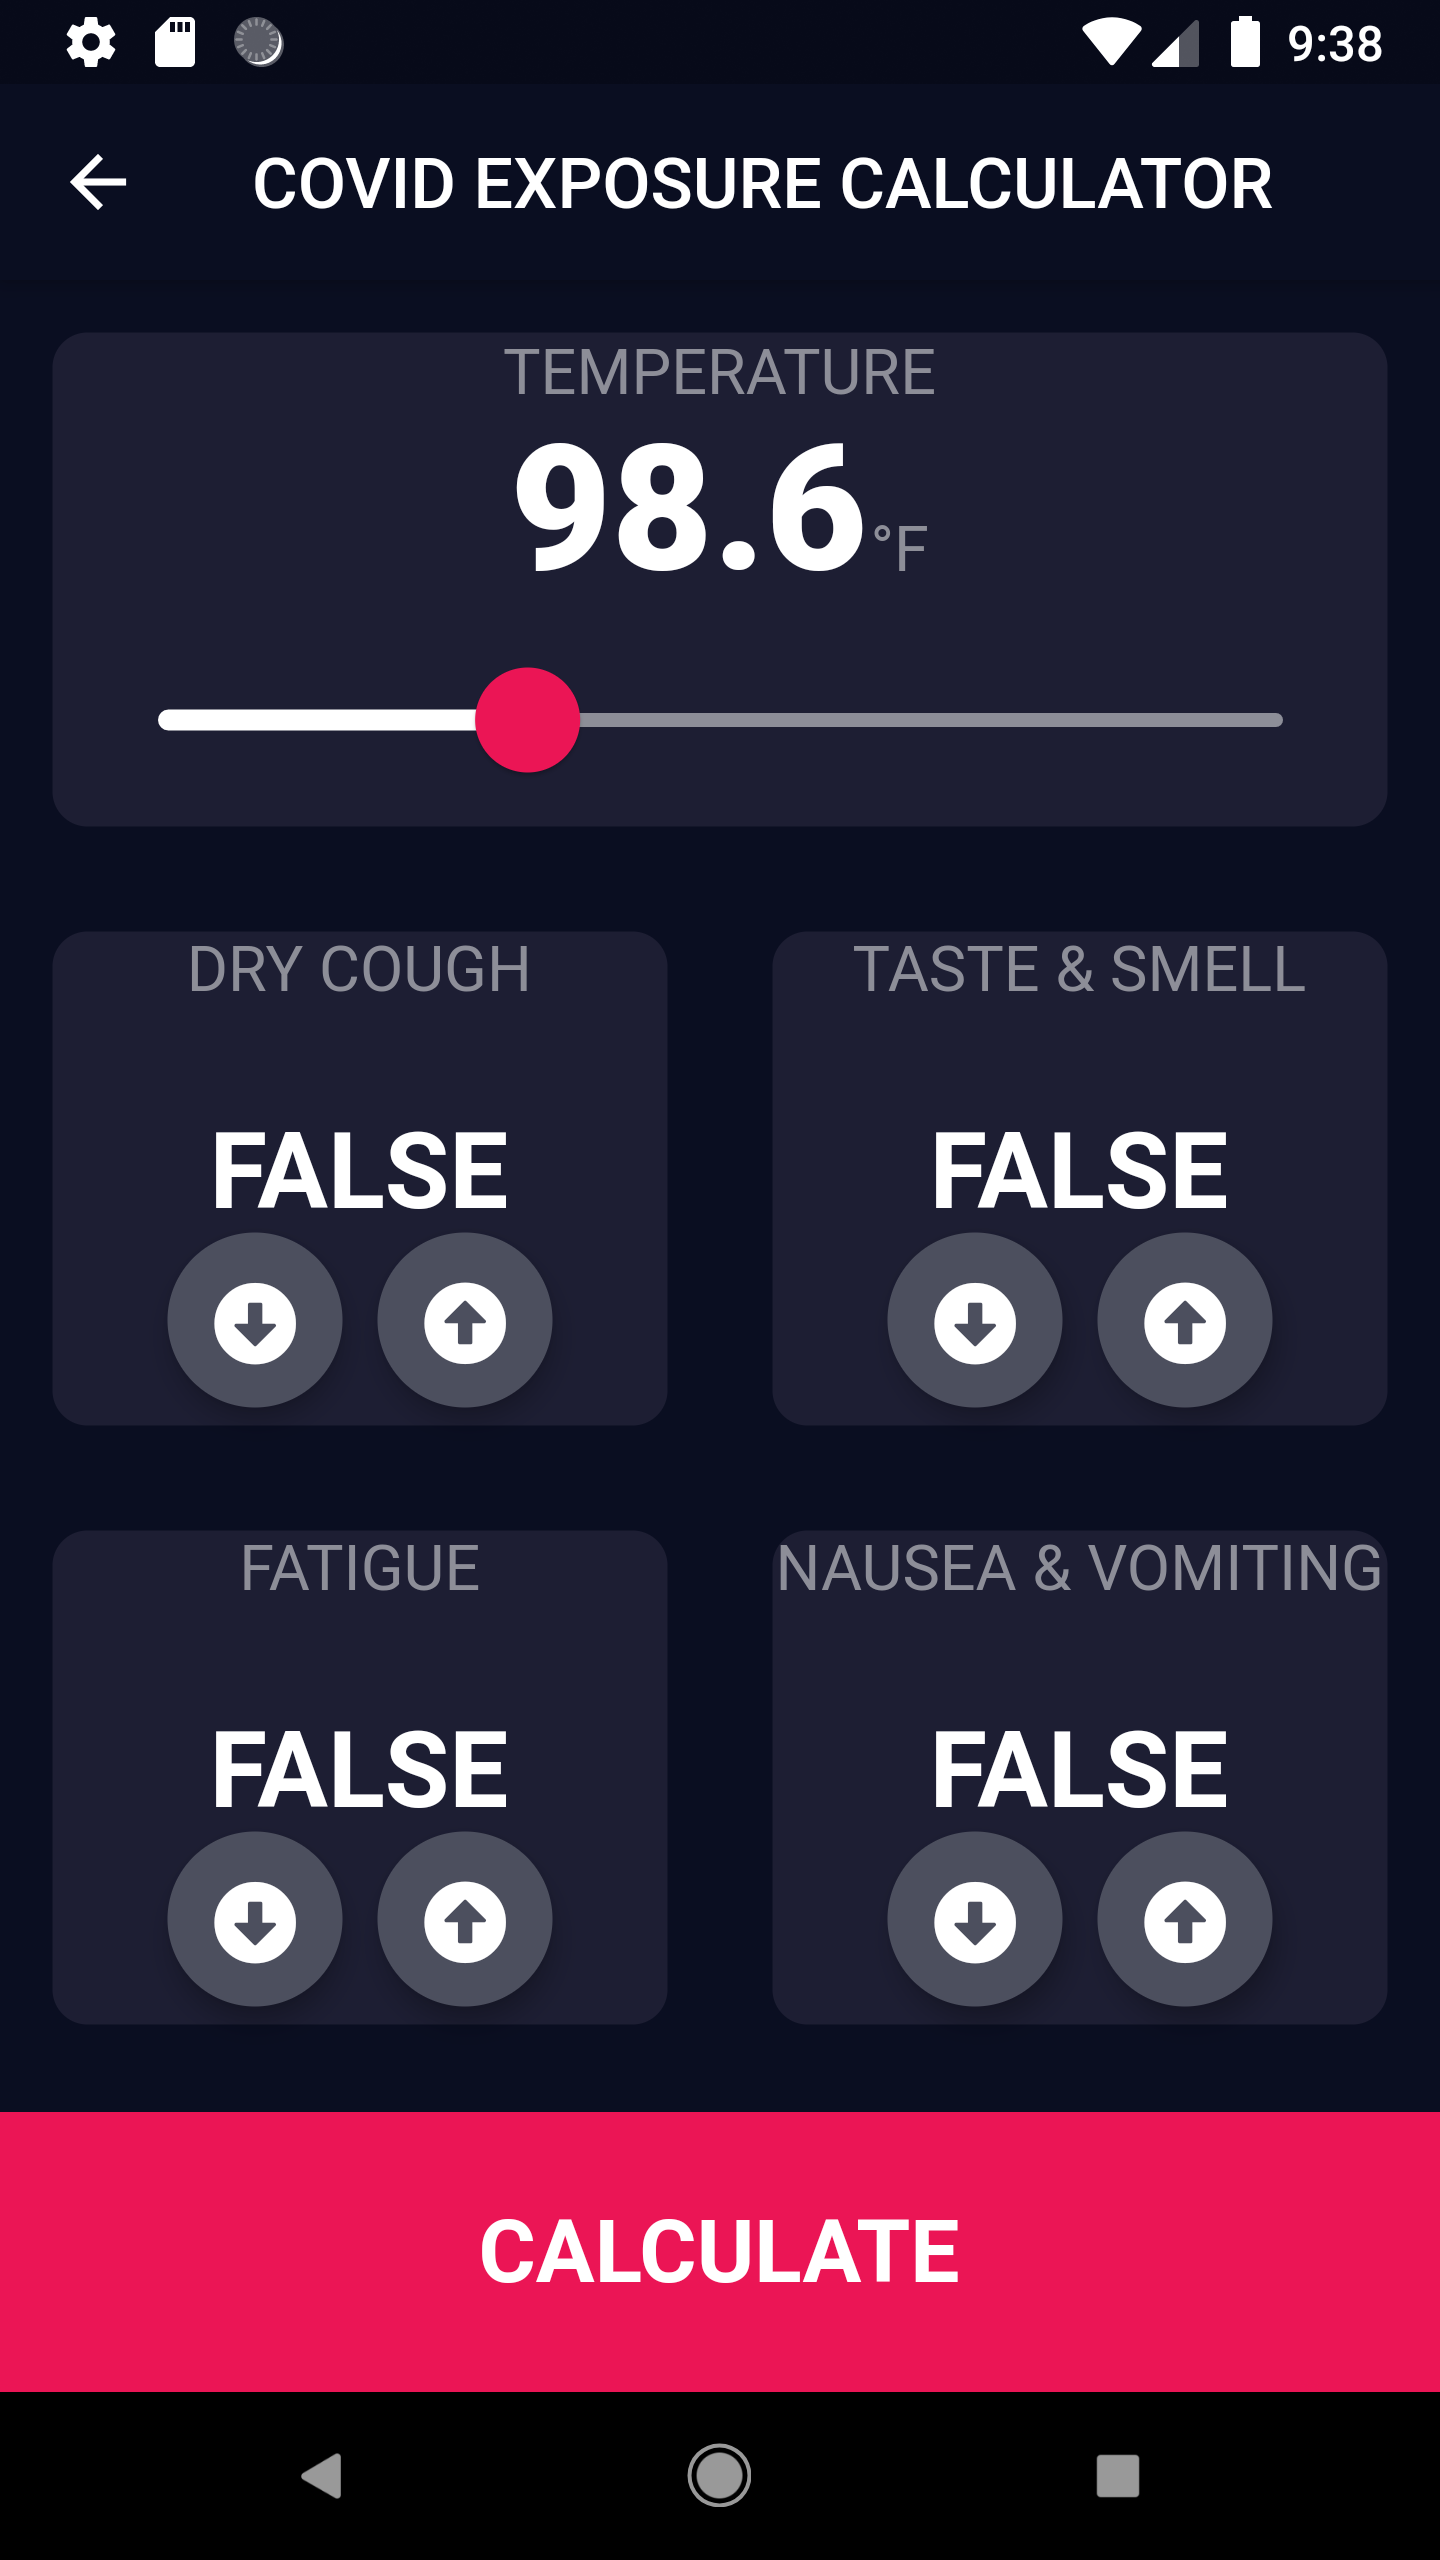 9:38
COVID EXPOSURE CALCULATOR
TEMPERATURE
98.6°F
DRY COUGH
TASTE & SMELL
FALSE
FALSE
FATIGUE
NAUSEA & VOMITING
FALSE
FALSE
CALCULATE